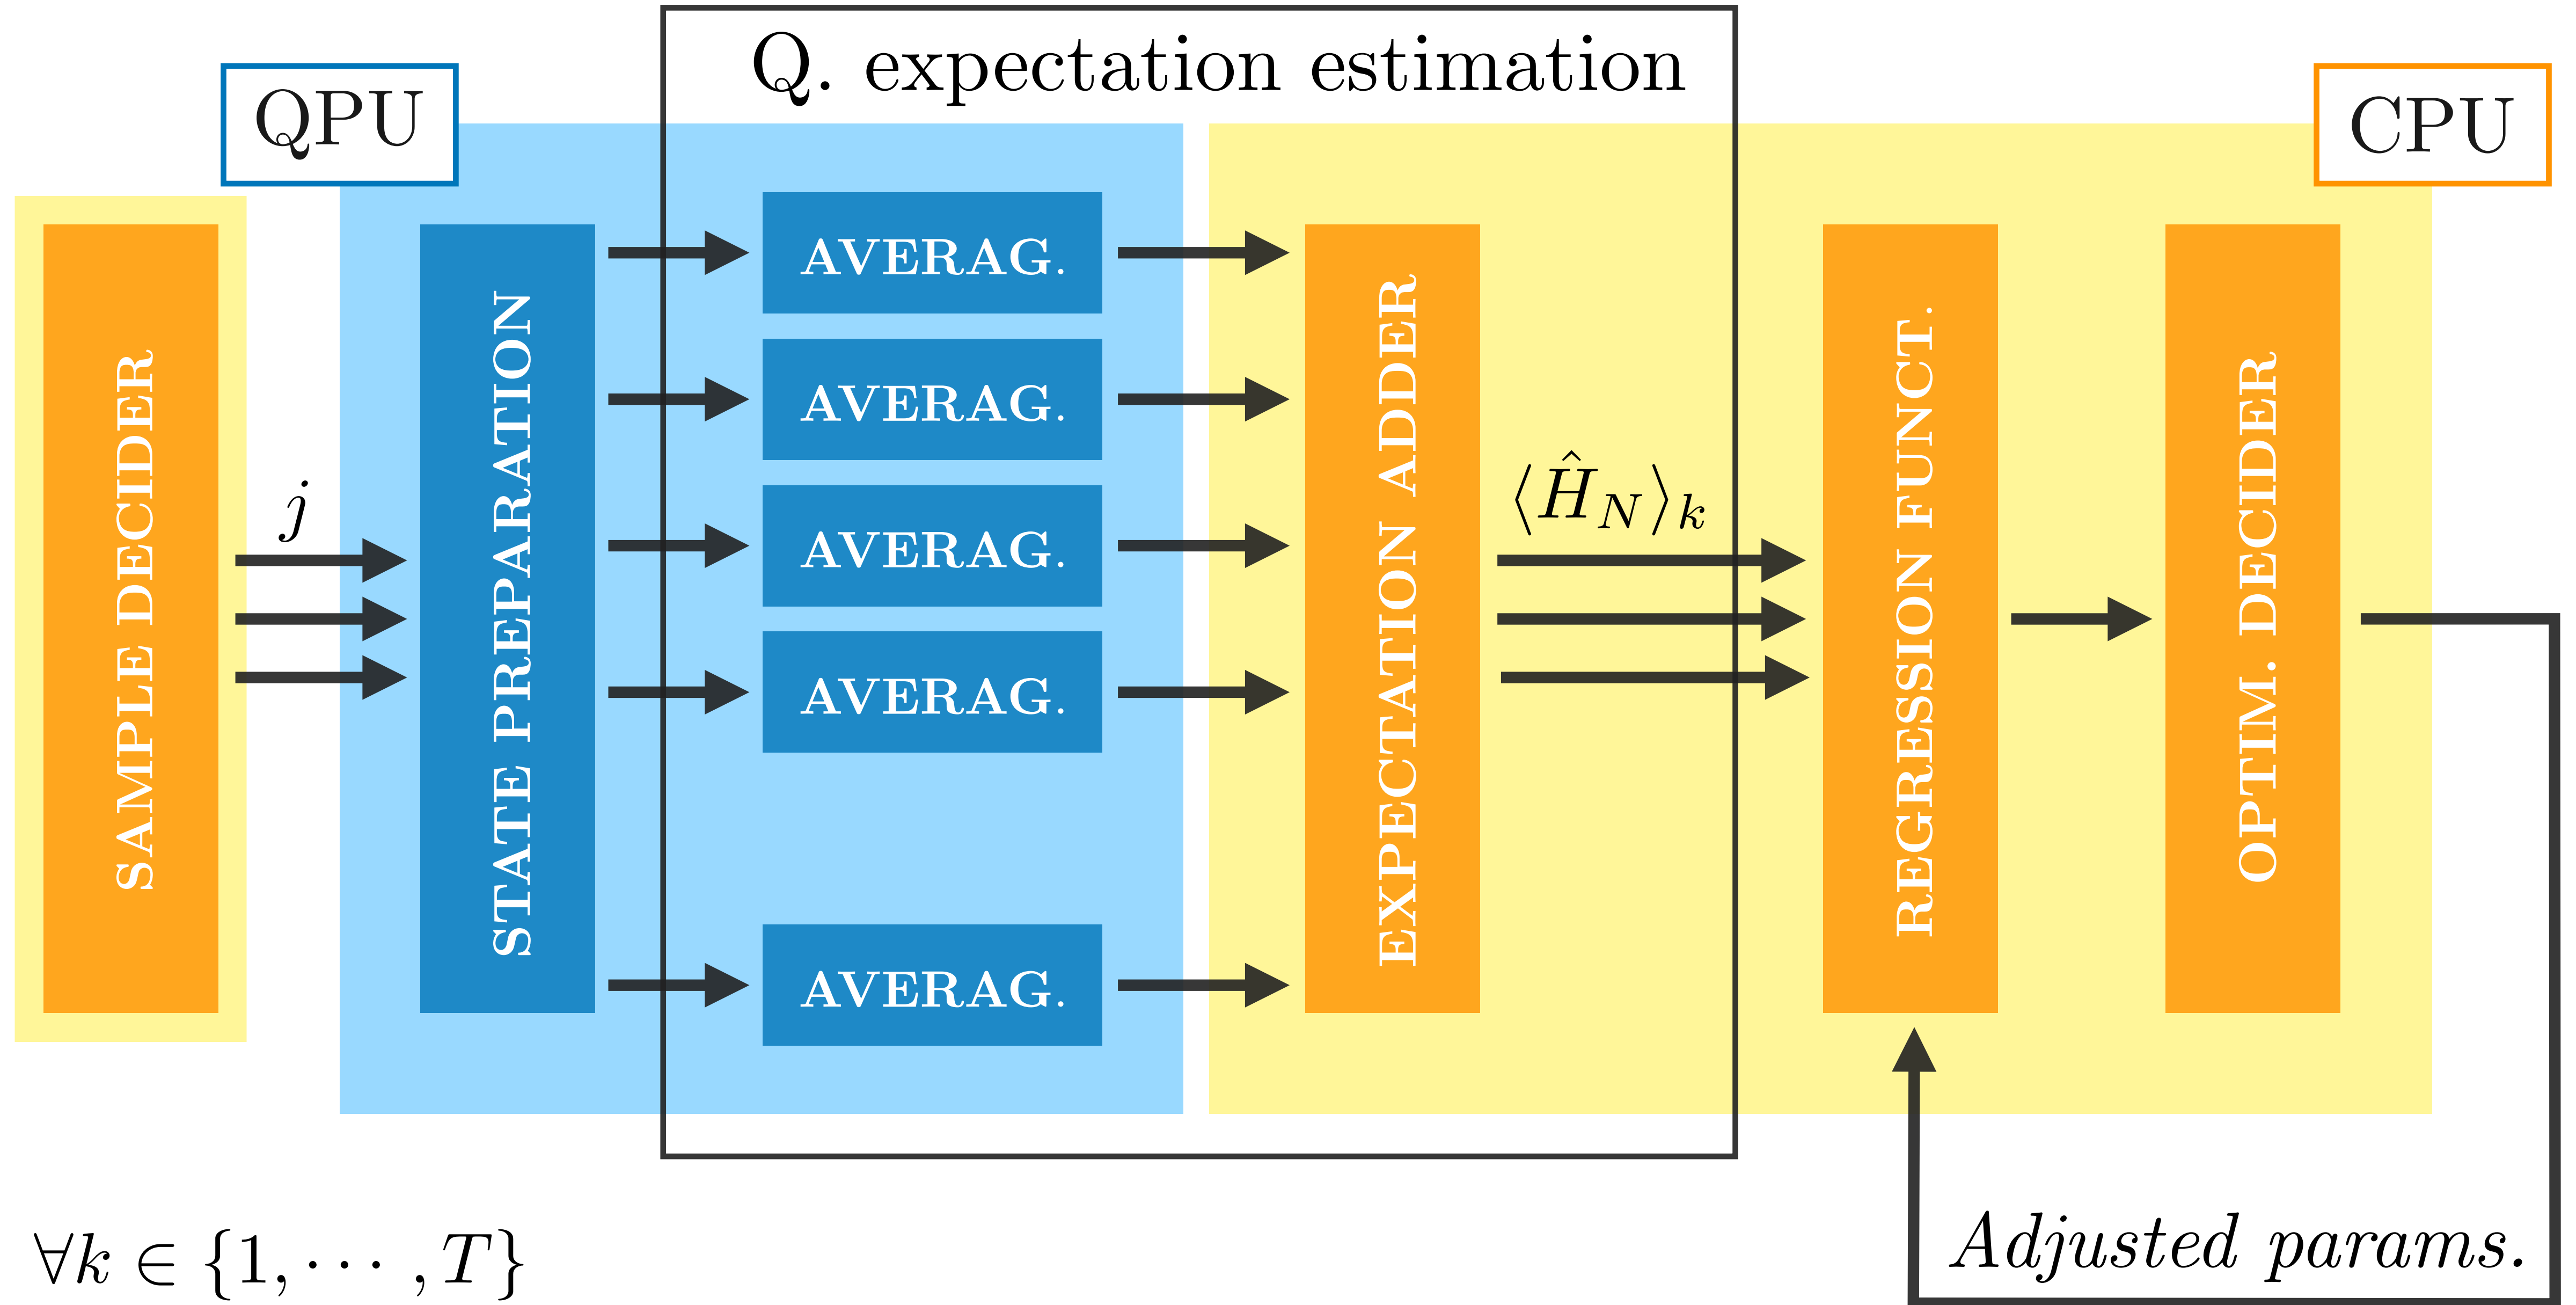 Q. expectation estimation
QPU
CPU
SAMPLE DECIDER
j
STATE PREPARATION
AVERAG.
AVERAG.
AVERAG.
AVERAG.
AVERAG.
EXPECTATION ADDER
⟨Ĥ_N⟩_k
REGRESSION FUNCT.
OPTIM. DECIDER
∀k ∈ {1, ⋯ , T}
Adjusted params.